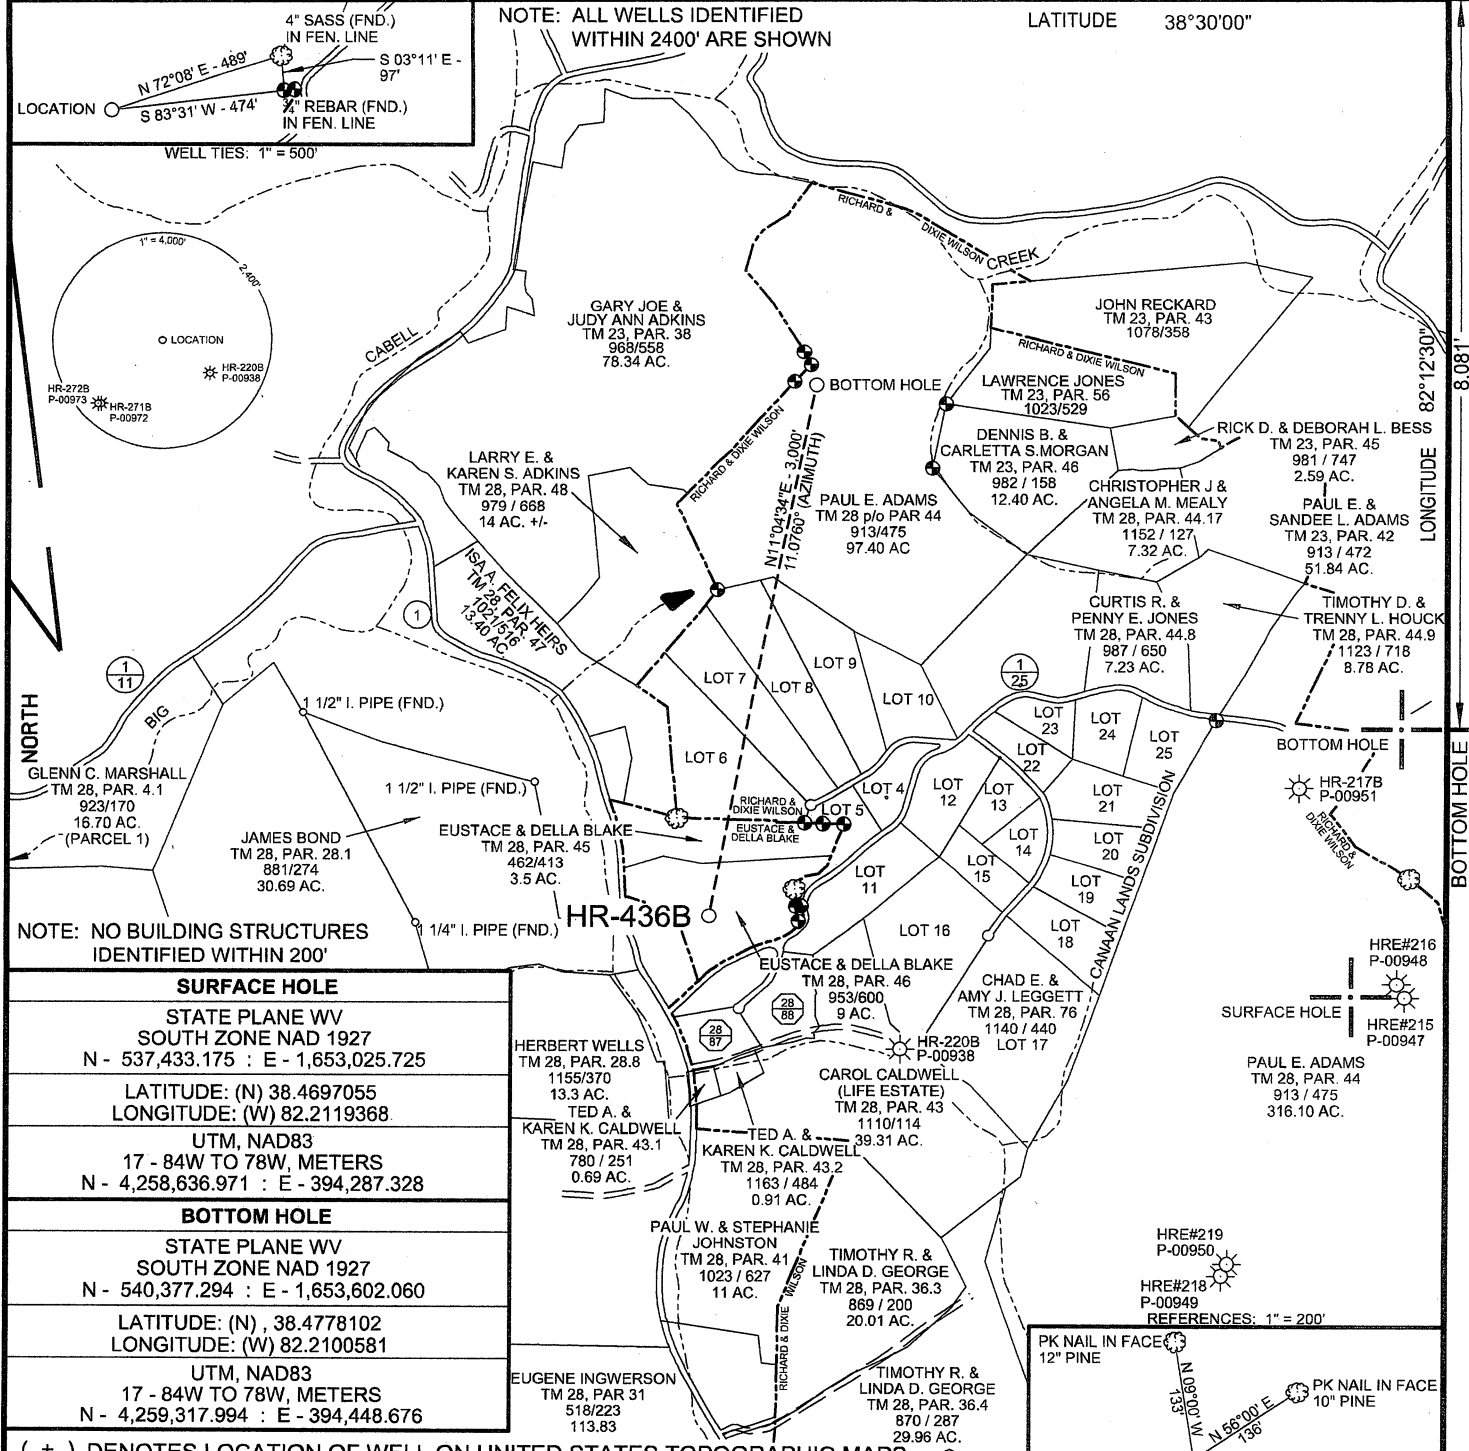 4" SASS (FND.)
IN FEN. LINE
N 72°08' E - 489'
S 03°11' E -
97'
LOCATION
S 83°31' W - 474'
¾" REBAR (FND.)
IN FEN. LINE
WELL TIES: 1" = 500'
NOTE: ALL WELLS IDENTIFIED
WITHIN 2400' ARE SHOWN
LATITUDE 38°30'00"
8.081'
LONGITUDE 82°12'30"
BOTTOM HOLE
1" = 4,000'
2,400'
LOCATION
HR-220B
P-00938
HR-272B
P-00973
HR-271B
P-00972
CABELL
CREEK
RICHARD &
DIXIE WILSON
GARY JOE &
JUDY ANN ADKINS
TM 23, PAR. 38
968/558
78.34 AC.
JOHN RECKARD
TM 23, PAR. 43
1078/358
RICHARD & DIXIE WILSON
BOTTOM HOLE
LAWRENCE JONES
TM 23, PAR. 56
1023/529
RICHARD & DIXIE WILSON
N11°04'34"E - 3,000'
11.0760° (AZIMUTH)
DENNIS B. &
CARLETTA S.MORGAN
TM 23, PAR. 46
982 / 158
12.40 AC.
RICK D. & DEBORAH L. BESS
TM 23, PAR. 45
981 / 747
2.59 AC.
LARRY E. &
KAREN S. ADKINS
TM 28, PAR. 48
979 / 668
14 AC. +/-
PAUL E. ADAMS
TM 28 p/o PAR 44
913/475
97.40 AC
CHRISTOPHER J &
ANGELA M. MEALY
TM 28, PAR. 44.17
1152 / 127
7.32 AC.
PAUL E. &
SANDEE L. ADAMS
TM 23, PAR. 42
913 / 472
51.84 AC.
ISA A. FELIX HEIRS
TM 28, PAR. 47
1021/516
13.40 AC.
CURTIS R. &
PENNY E. JONES
TM 28, PAR. 44.8
987 / 650
7.23 AC.
TIMOTHY D. &
TRENNY L. HOUCK
TM 28, PAR. 44.9
1123 / 718
8.78 AC.
1
1
11
1
25
NORTH
BIG
1 1/2" I. PIPE (FND.)
LOT 7
LOT 8
LOT 9
LOT 10
LOT 6
LOT
23
LOT
24
LOT
25
LOT
22
BOTTOM HOLE
HR-217B
P-00951
GLENN C. MARSHALL
TM 28, PAR. 4.1
923/170
16.70 AC.
(PARCEL 1)
1 1/2" I. PIPE (FND.)
RICHARD &
DIXIE WILSON
EUSTACE &
DELLA BLAKE
LOT 5
LOT 4
LOT
12
LOT
13
LOT
21
JAMES BOND
TM 28, PAR. 28.1
881/274
30.69 AC.
EUSTACE & DELLA BLAKE
TM 28, PAR. 45
462/413
3.5 AC.
LOT
14
LOT
20
LOT
15
LOT
11
LOT
19
LOT
18
LOT 16
CANAAN LANDS SUBDIVISION
RICHARD &
DIXIE WILSON
HR-436B
1 1/4" I. PIPE (FND.)
NOTE: NO BUILDING STRUCTURES
IDENTIFIED WITHIN 200'
EUSTACE & DELLA BLAKE
TM 28, PAR. 46
953/600
9 AC.
CHAD E. &
AMY J. LEGGETT
TM 28, PAR. 76
1140 / 440
LOT 17
HRE#216
P-00948
SURFACE HOLE
HRE#215
P-00947
28
88
28
87
HR-220B
P-00938
PAUL E. ADAMS
TM 28, PAR. 44
913 / 475
316.10 AC.
HERBERT WELLS
TM 28, PAR. 28.8
1155/370
13.3 AC.
CAROL CALDWELL
(LIFE ESTATE)
TM 28, PAR. 43
1110/114
39.31 AC.
TED A. &
KAREN K. CALDWELL
TM 28, PAR. 43.1
780 / 251
0.69 AC.
TED A. &
KAREN K. CALDWELL
TM 28, PAR. 43.2
1163 / 484
0.91 AC.
PAUL W. & STEPHANIE
JOHNSTON
TM 28, PAR. 41
1023 / 627
11 AC.
RICHARD & DIXIE WILSON
TIMOTHY R. &
LINDA D. GEORGE
TM 28, PAR. 36.3
869 / 200
20.01 AC.
HRE#219
P-00950
HRE#218
P-00949
EUGENE INGWERSON
TM 28, PAR 31
518/223
113.83
TIMOTHY R. &
LINDA D. GEORGE
TM 28, PAR. 36.4
870 / 287
29.96 AC.
REFERENCES: 1" = 200'
PK NAIL IN FACE
12" PINE
N 09°00' W
133'
PK NAIL IN FACE
10" PINE
N 56°00' E
136'
SURFACE HOLE
STATE PLANE WV
SOUTH ZONE NAD 1927
N - 537,433.175 : E - 1,653,025.725
LATITUDE: (N) 38.4697055
LONGITUDE: (W) 82.2119368
UTM, NAD83
17 - 84W TO 78W, METERS
N - 4,258,636.971 : E - 394,287.328
BOTTOM HOLE
STATE PLANE WV
SOUTH ZONE NAD 1927
N - 540,377.294 : E - 1,653,602.060
LATITUDE: (N) , 38.4778102
LONGITUDE: (W) 82.2100581
UTM, NAD83
17 - 84W TO 78W, METERS
N - 4,259,317.994 : E - 394,448.676
( + ) DENOTES LOCATION OF WELL ON UNITED STATES TOPOGRAPHIC MAPS